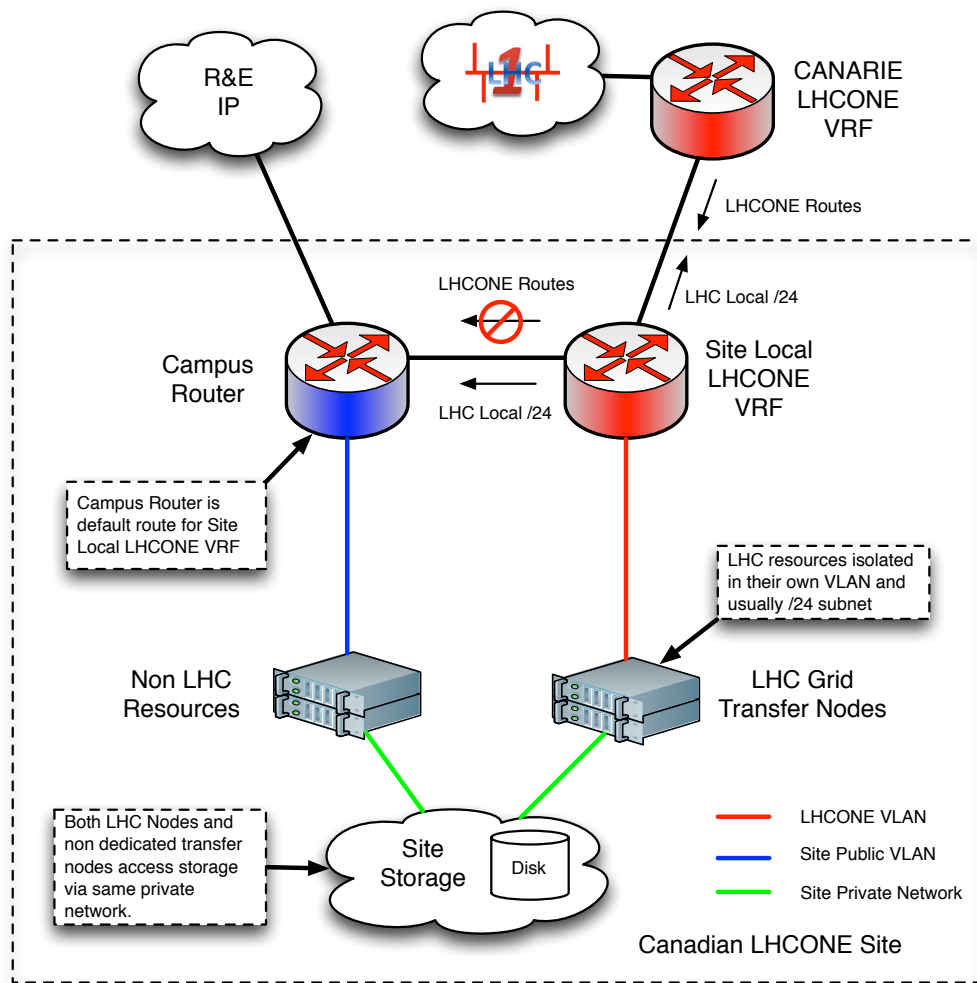 R&E
IP
LHC
1
CANARIE
LHCONE
VRF
LHCONE Routes
LHC Local /24
LHCONE Routes
Campus
Router
LHC Local /24
Site Local
LHCONE
VRF
Campus Router is
default route for Site
Local LHCONE VRF
LHC resources isolated
in their own VLAN and
usually /24 subnet
Non LHC
Resources
LHC Grid
Transfer Nodes
Both LHC Nodes and
non dedicated transfer
nodes access storage
via same private
network.
Site
Storage
Disk
LHCONE VLAN
Site Public VLAN
Site Private Network
Canadian LHCONE Site